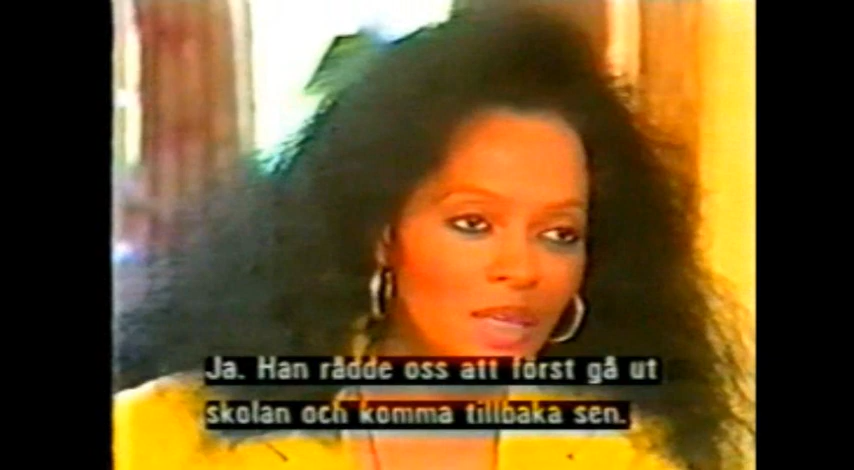 Ja. Han rådde oss att först gå ut
skolan och komma tillbaka sen.